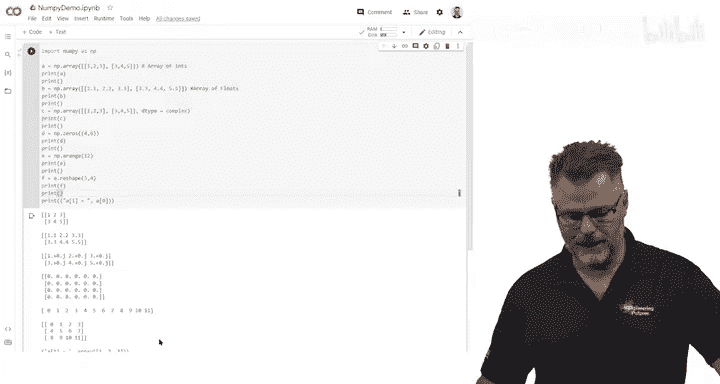 NumpyDemo.ipynb
Comment
Share
File Edit View Insert Runtime Tools Help All changes saved
+ Code + Text
RAM
Disk
Editing
import numpy as np
a = np.array([[1,2,3], [3,4,5]]) # Array of ints
print(a)
print()
b = np.array([[1.1, 2.2, 3.3], [3.3, 4.4, 5.5]]) #Array of Floats
print(b)
print()
c = np.array([[1,2,3], [3,4,5]], dtype = complex)
print(c)
print()
d = np.zeros((4,6))
print(d)
print()
e = np.arange(12)
print(e)
print()
f = e.reshape(3,4)
print(f)
print()
print(("a[1] = ", a[0]))
[[1 2 3]
[3 4 5]]
[[1.1 2.2 3.3]
[3.3 4.4 5.5]]
[[1.+0.j 2.+0.j 3.+0.j]
[3.+0.j 4.+0.j 5.+0.j]]
[[0. 0. 0. 0. 0. 0.]
[0. 0. 0. 0. 0. 0.]
[0. 0. 0. 0. 0. 0.]
[0. 0. 0. 0. 0. 0.]]
[ 0 1 2 3 4 5 6 7 8 9 10 11]
[[ 0 1 2 3]
[ 4 5 6 7]
[ 8 9 10 11]]
bilibili